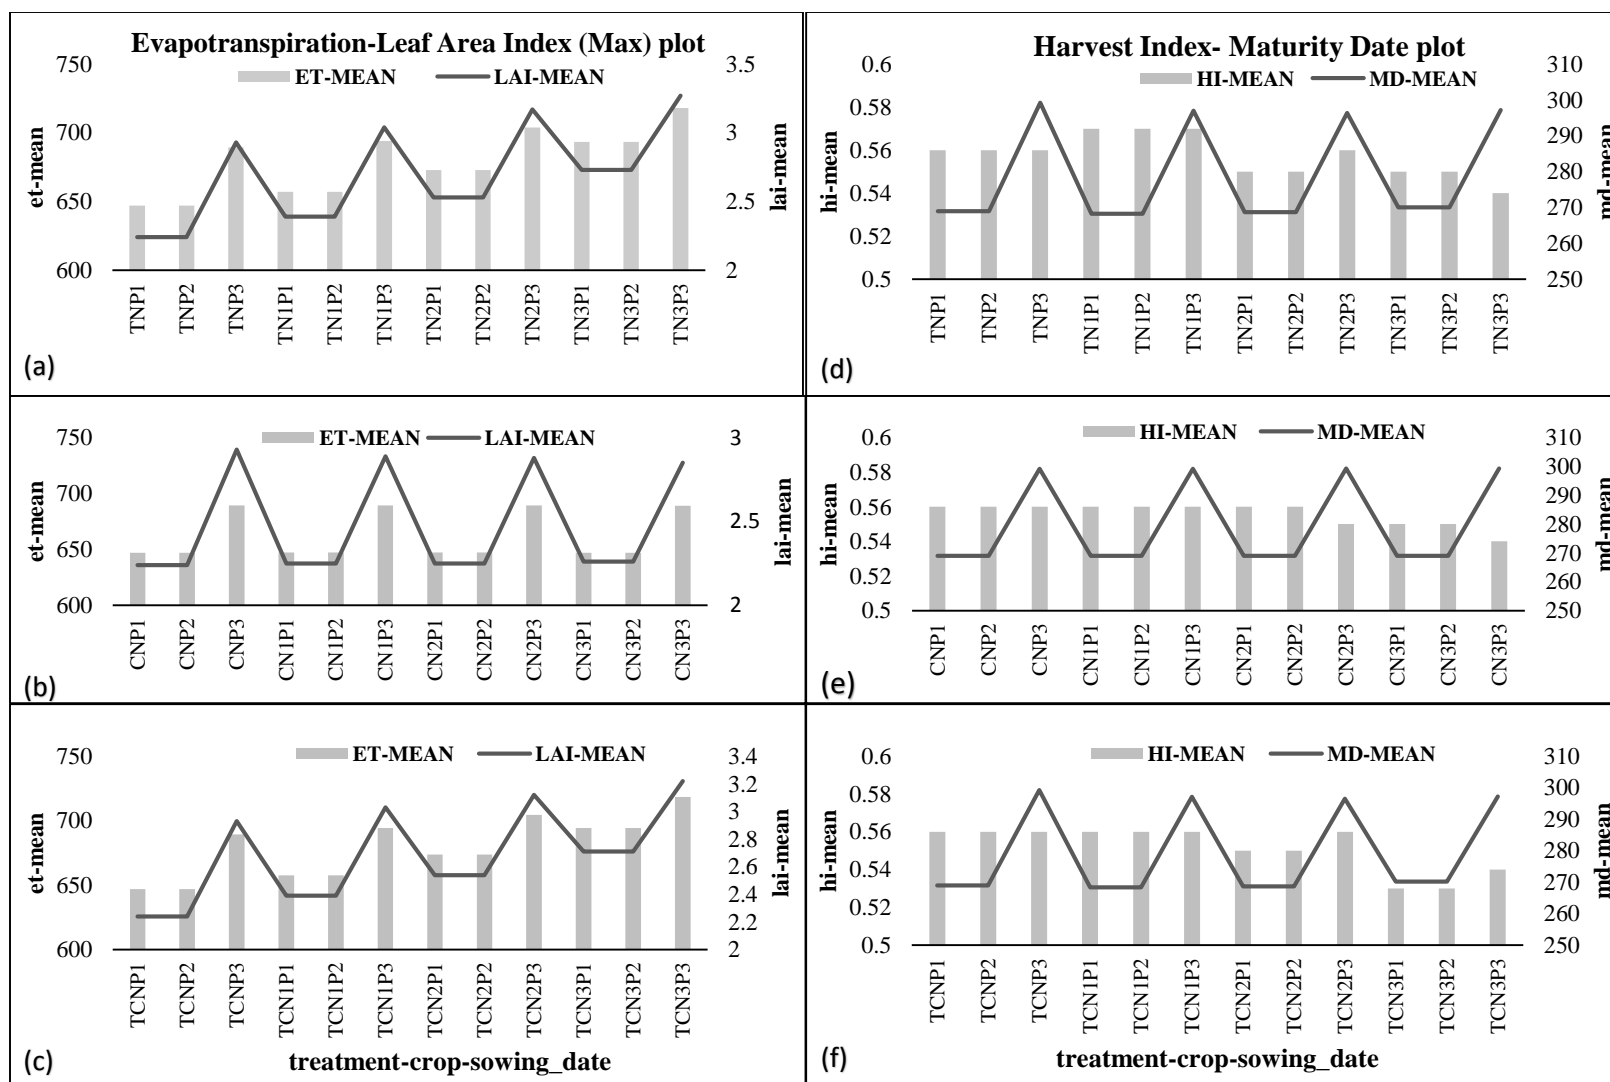 Evapotranspiration-Leaf Area Index (Max) plot
ET-MEAN LAI-MEAN
750
700
650
600
et-mean
3.5
3
2.5
2
lai-mean
TNP1
TNP2
TNP3
TN1P1
TN1P2
TN1P3
TN2P1
TN2P2
TN2P3
TN3P1
TN3P2
TN3P3
(a)
Harvest Index- Maturity Date plot
HI-MEAN MD-MEAN
0.6
0.58
0.56
0.54
0.52
0.5
hi-mean
310
300
290
280
270
260
250
md-mean
TNP1
TNP2
TNP3
TN1P1
TN1P2
TN1P3
TN2P1
TN2P2
TN2P3
TN3P1
TN3P2
TN3P3
(d)
ET-MEAN LAI-MEAN
750
700
650
600
et-mean
3
2.5
2
lai-mean
CNP1
CNP2
CNP3
CN1P1
CN1P2
CN1P3
CN2P1
CN2P2
CN2P3
CN3P1
CN3P2
CN3P3
(b)
HI-MEAN MD-MEAN
0.6
0.58
0.56
0.54
0.52
0.5
hi-mean
310
300
290
280
270
260
250
md-mean
CNP1
CNP2
CNP3
CN1P1
CN1P2
CN1P3
CN2P1
CN2P2
CN2P3
CN3P1
CN3P2
CN3P3
(e)
ET-MEAN LAI-MEAN
750
700
650
600
et-mean
3.4
3.2
3
2.8
2.6
2.4
2.2
2
lai-mean
TCNP1
TCNP2
TCNP3
TCN1P1
TCN1P2
TCN1P3
TCN2P1
TCN2P2
TCN2P3
TCN3P1
TCN3P2
TCN3P3
(c)
treatment-crop-sowing_date
HI-MEAN MD-MEAN
0.6
0.58
0.56
0.54
0.52
0.5
hi-mean
310
300
290
280
270
260
250
md-mean
TCNP1
TCNP2
TCNP3
TCN1P1
TCN1P2
TCN1P3
TCN2P1
TCN2P2
TCN2P3
TCN3P1
TCN3P2
TCN3P3
(f)
treatment-crop-sowing_date